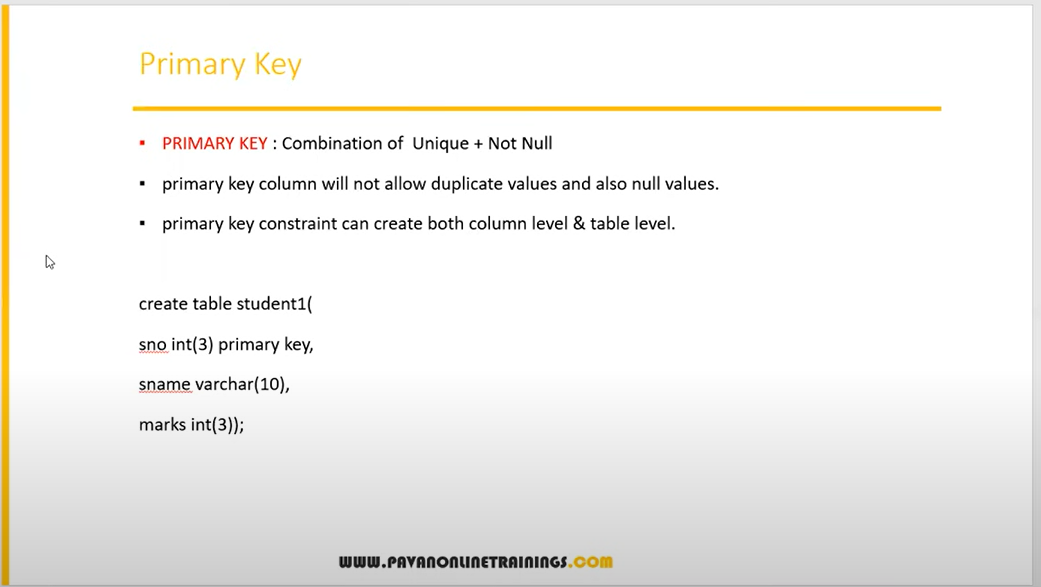 Primary Key
▪ PRIMARY KEY : Combination of Unique + Not Null
▪ primary key column will not allow duplicate values and also null values.
▪ primary key constraint can create both column level & table level.
create table student1(
sno int(3) primary key,
sname varchar(10),
marks int(3));
WWW.PAVANONLINETRAININGS.COM